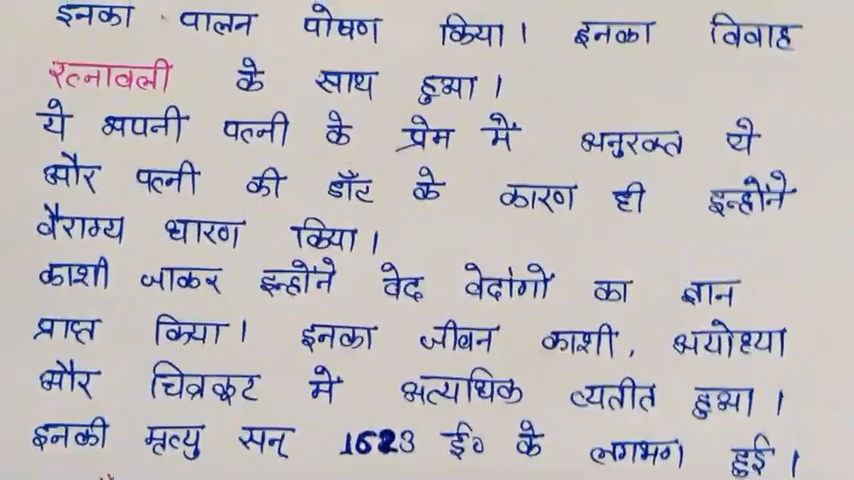 इनका पालन पोषण किया। इनका विवाह
रत्नावली के साथ हुआ।
ये अपनी पत्नी के प्रेम में अनुरक्त थे
और पत्नी की डाँट के कारण ही इन्होंने
वैराग्य धारण किया।
काशी जाकर इन्होंने वेद वेदांगों का ज्ञान
प्राप्त किया। इनका जीवन काशी, अयोध्या
और चित्रकूट में अत्यधिक व्यतीत हुआ।
इनकी मृत्यु सन् 1623 ई० के लगभग हुई।